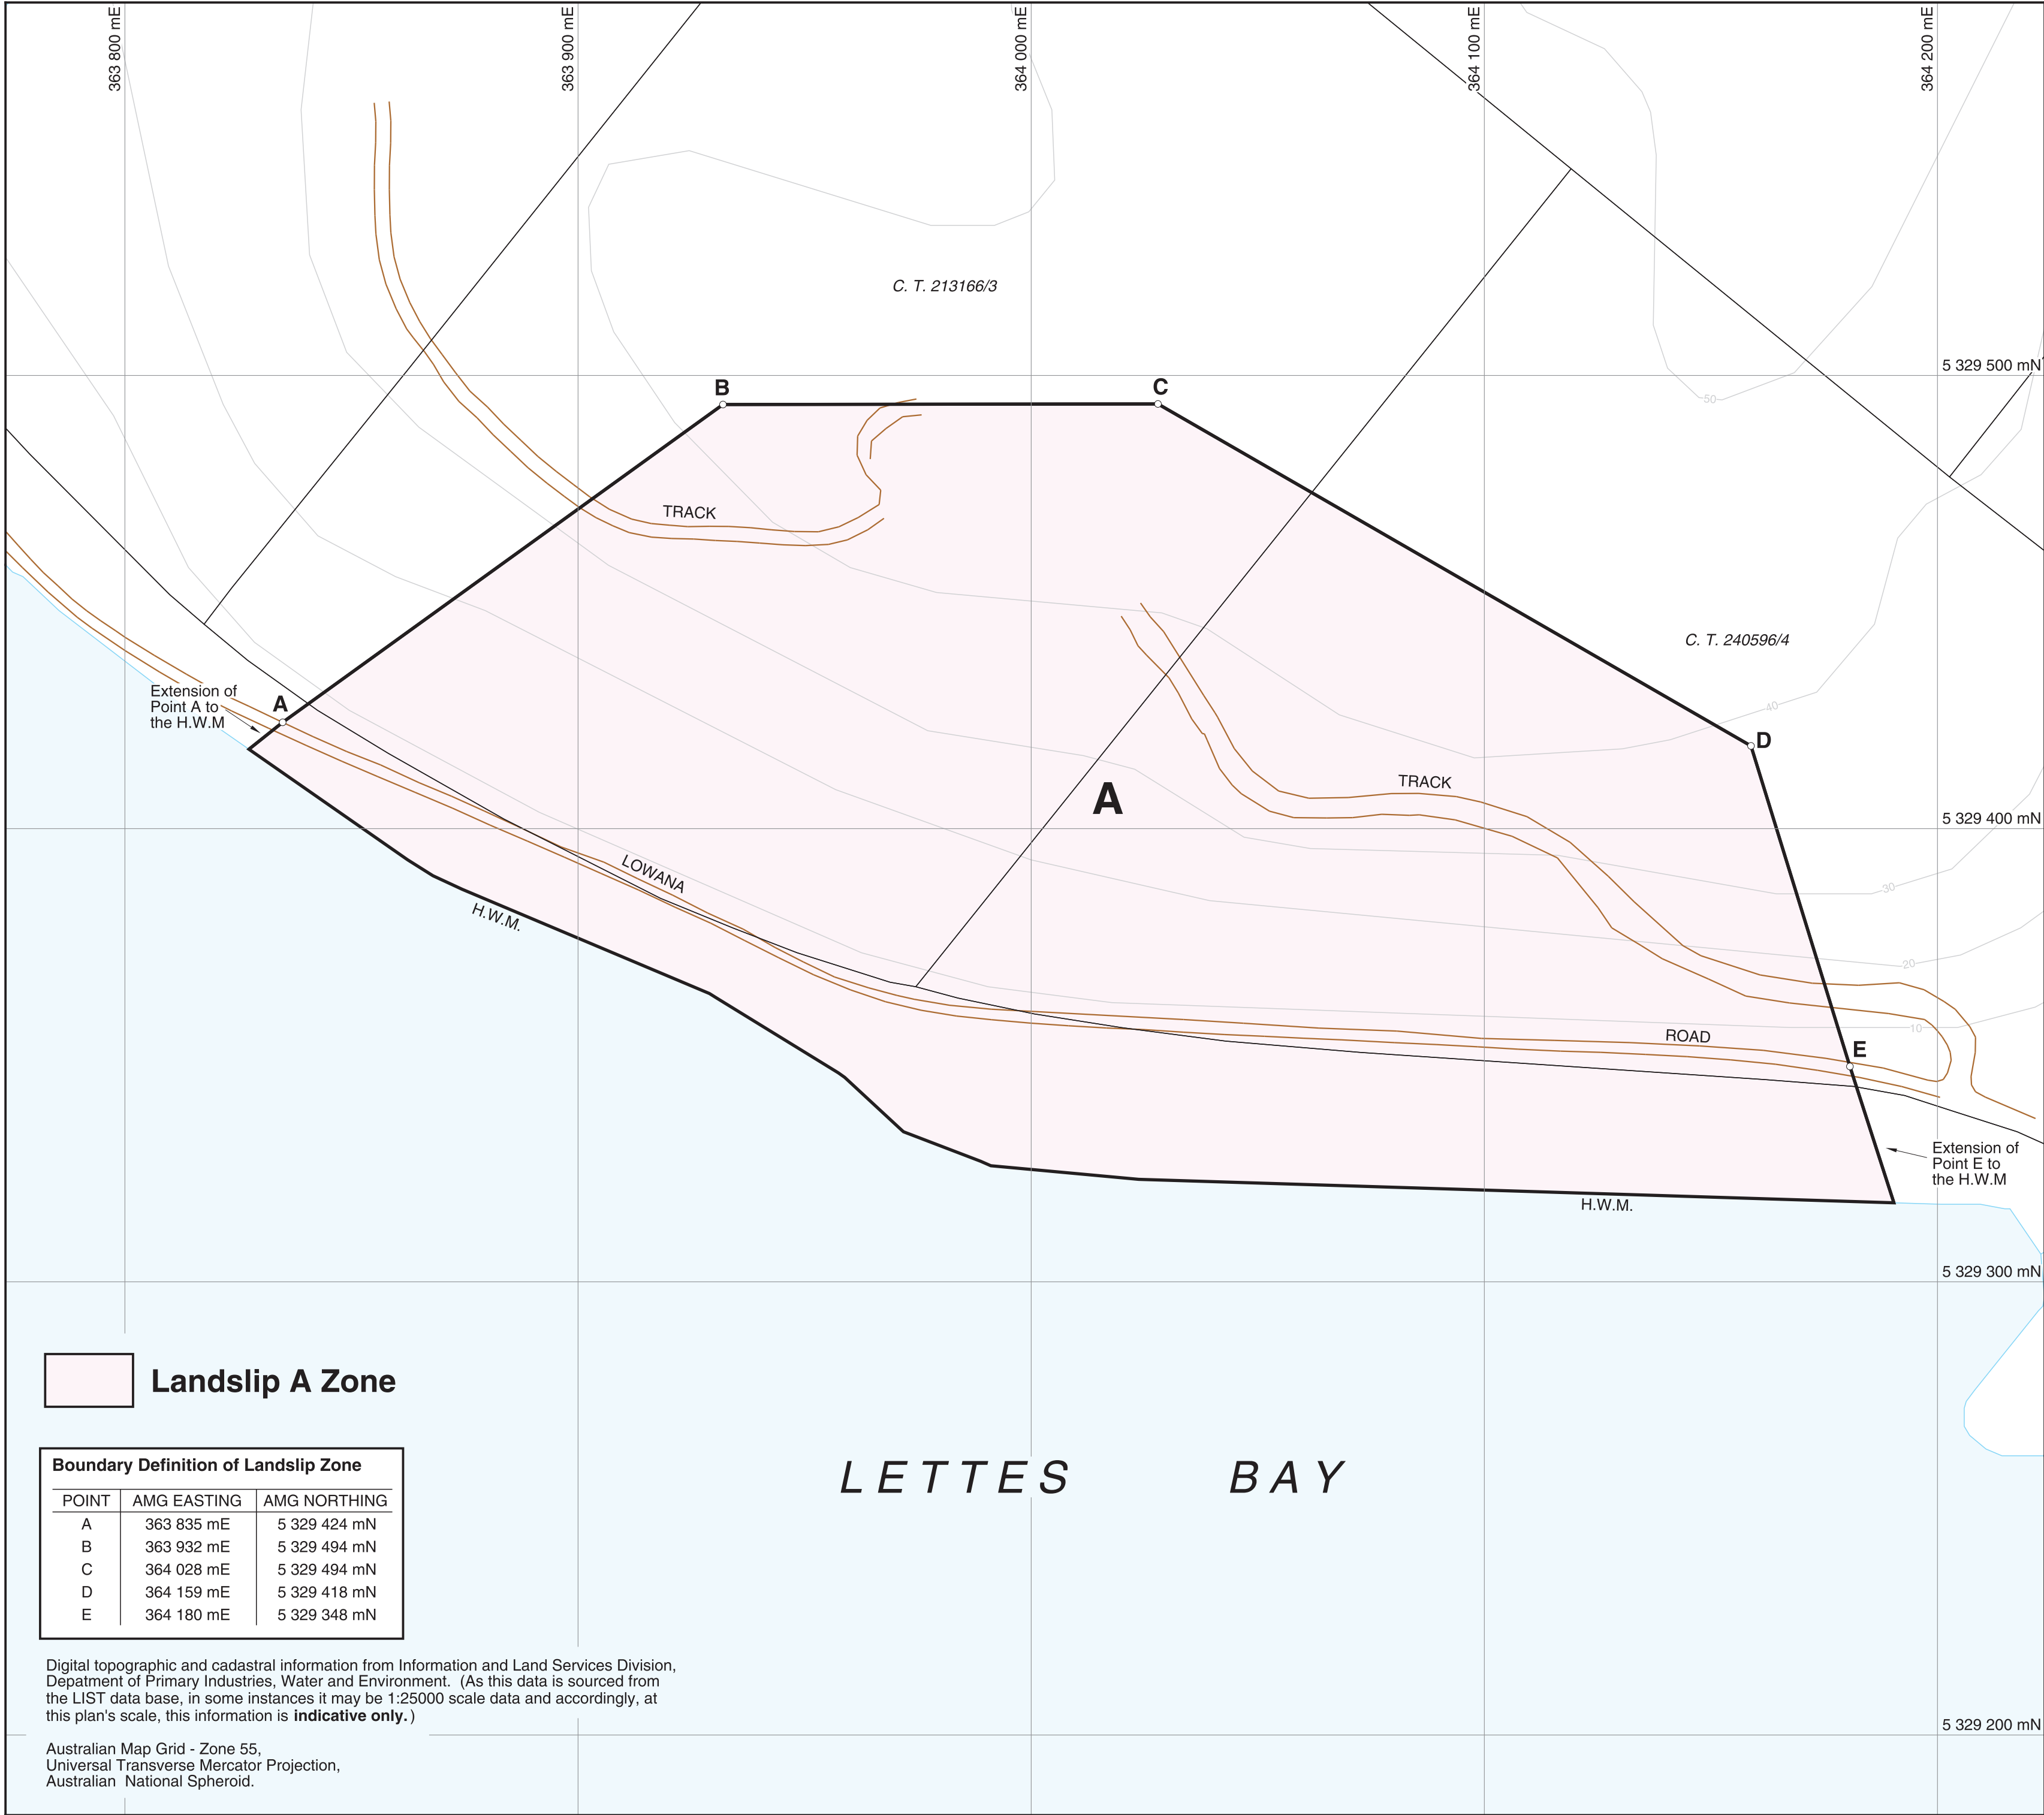 363 800 mE
363 900 mE
364 000 mE
364 100 mE
364 200 mE
C. T. 213166/3
5 329 500 mN
B
C
50
TRACK
C. T. 240596/4
Extension of
Point A to
the H.W.M
A
40
D
TRACK
A
5 329 400 mN
LOWANA
30
H.W.M.
20
10
ROAD
E
Extension of
Point E to
the H.W.M
H.W.M.
5 329 300 mN
Landslip A Zone
LETTES BAY
Boundary Definition of Landslip Zone
POINT AMG EASTING AMG NORTHING
A 363 835 mE 5 329 424 mN
B 363 932 mE 5 329 494 mN
C 364 028 mE 5 329 494 mN
D 364 159 mE 5 329 418 mN
E 364 180 mE 5 329 348 mN
Digital topographic and cadastral information from Information and Land Services Division,
Depatment of Primary Industries, Water and Environment. (As this data is sourced from
the LIST data base, in some instances it may be 1:25000 scale data and accordingly, at
this plan's scale, this information is indicative only.)
5 329 200 mN
Australian Map Grid - Zone 55,
Universal Transverse Mercator Projection,
Australian National Spheroid.